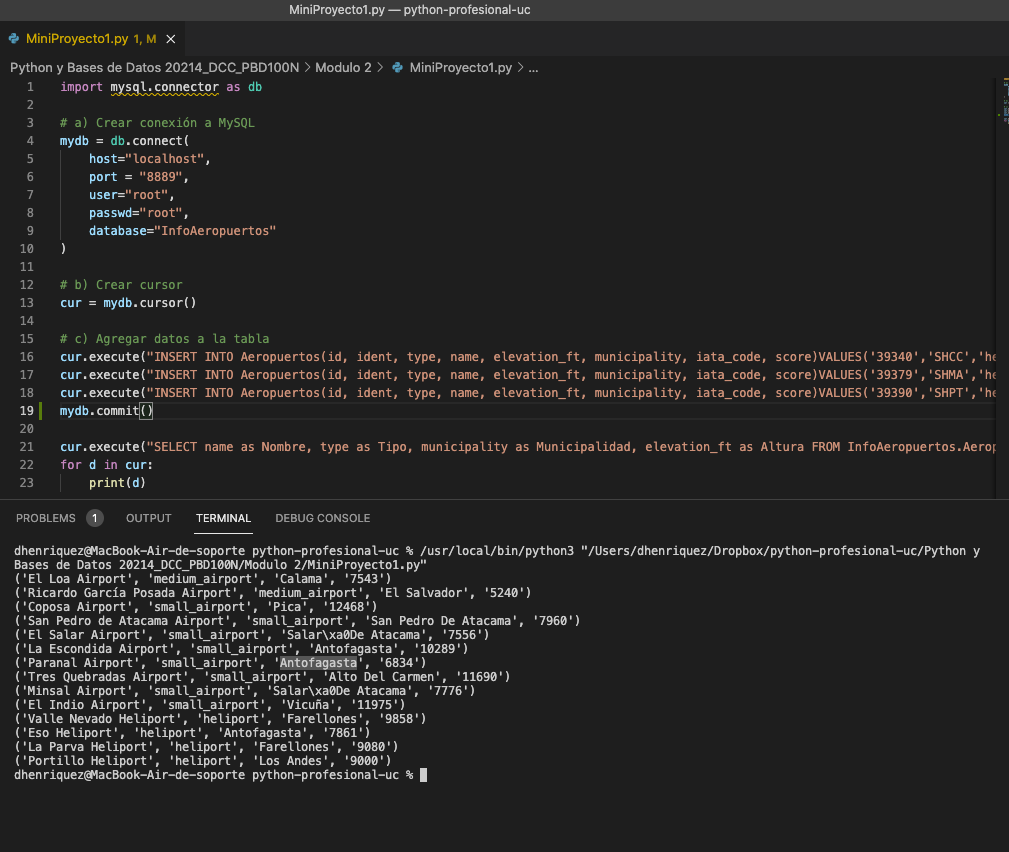 MiniProyecto1.py — python-profesional-uc
MiniProyecto1.py 1, M
Python y Bases de Datos 20214_DCC_PBD100N > Modulo 2 > MiniProyecto1.py > ...
1 import mysql.connector as db
2
3 # a) Crear conexión a MySQL
4 mydb = db.connect(
5 host="localhost",
6 port = "8889",
7 user="root",
8 passwd="root",
9 database="InfoAeropuertos"
10 )
11
12 # b) Crear cursor
13 cur = mydb.cursor()
14
15 # c) Agregar datos a la tabla
16 cur.execute("INSERT INTO Aeropuertos(id, ident, type, name, elevation_ft, municipality, iata_code, score)VALUES('39340','SHCC','he
17 cur.execute("INSERT INTO Aeropuertos(id, ident, type, name, elevation_ft, municipality, iata_code, score)VALUES('39379','SHMA','he
18 cur.execute("INSERT INTO Aeropuertos(id, ident, type, name, elevation_ft, municipality, iata_code, score)VALUES('39390','SHPT','he
19 mydb.commit()
20
21 cur.execute("SELECT name as Nombre, type as Tipo, municipality as Municipalidad, elevation_ft as Altura FROM InfoAeropuertos.Aerop
22 for d in cur:
23 print(d)
PROBLEMS 1 OUTPUT TERMINAL DEBUG CONSOLE
dhenriquez@MacBook-Air-de-soporte python-profesional-uc % /usr/local/bin/python3 "/Users/dhenriquez/Dropbox/python-profesional-uc/Python y
Bases de Datos 20214_DCC_PBD100N/Modulo 2/MiniProyecto1.py"
('El Loa Airport', 'medium_airport', 'Calama', '7543')
('Ricardo García Posada Airport', 'medium_airport', 'El Salvador', '5240')
('Coposa Airport', 'small_airport', 'Pica', '12468')
('San Pedro de Atacama Airport', 'small_airport', 'San Pedro De Atacama', '7960')
('El Salar Airport', 'small_airport', 'Salar\xa0De Atacama', '7556')
('La Escondida Airport', 'small_airport', 'Antofagasta', '10289')
('Paranal Airport', 'small_airport', 'Antofagasta', '6834')
('Tres Quebradas Airport', 'small_airport', 'Alto Del Carmen', '11690')
('Minsal Airport', 'small_airport', 'Salar\xa0De Atacama', '7776')
('El Indio Airport', 'small_airport', 'Vicuña', '11975')
('Valle Nevado Heliport', 'heliport', 'Farellones', '9858')
('Eso Heliport', 'heliport', 'Antofagasta', '7861')
('La Parva Heliport', 'heliport', 'Farellones', '9080')
('Portillo Heliport', 'heliport', 'Los Andes', '9000')
dhenriquez@MacBook-Air-de-soporte python-profesional-uc %